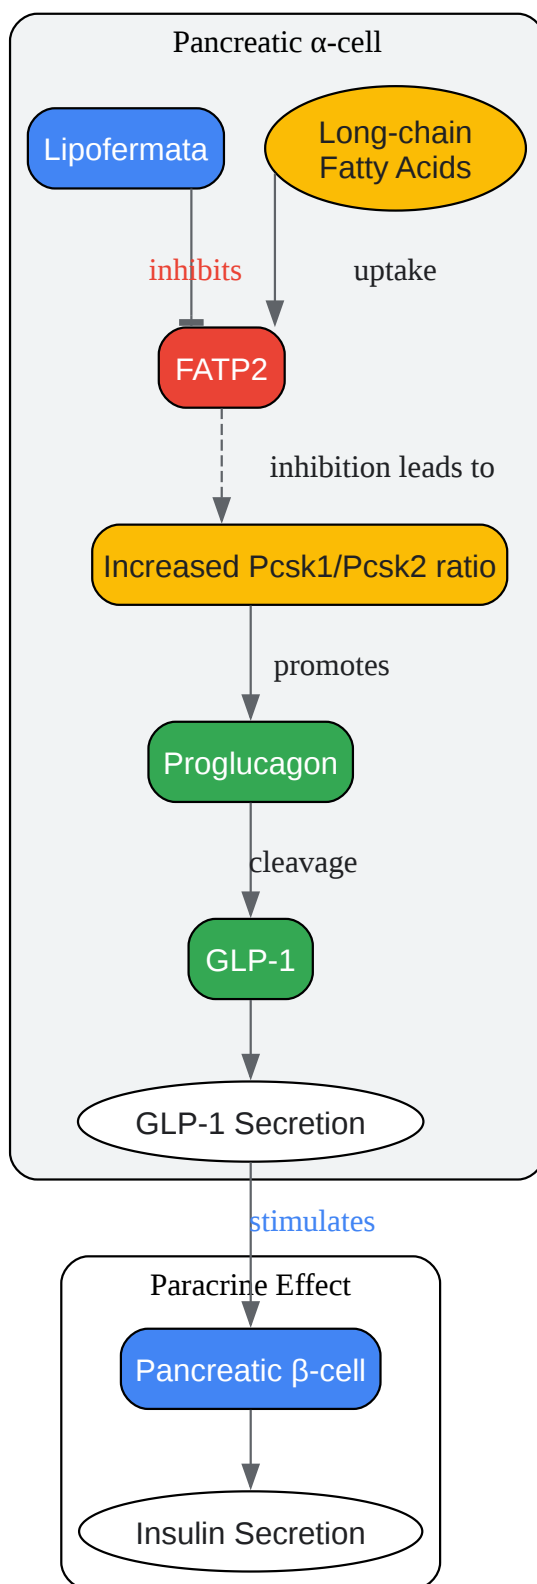 Pancreatic α-cell
Lipofermata
Long-chain
Fatty Acids
inhibits
uptake
FATP2
inhibition leads to
Increased Pcsk1/Pcsk2 ratio
promotes
Proglucagon
cleavage
GLP-1
GLP-1 Secretion
stimulates
Paracrine Effect
Pancreatic β-cell
Insulin Secretion